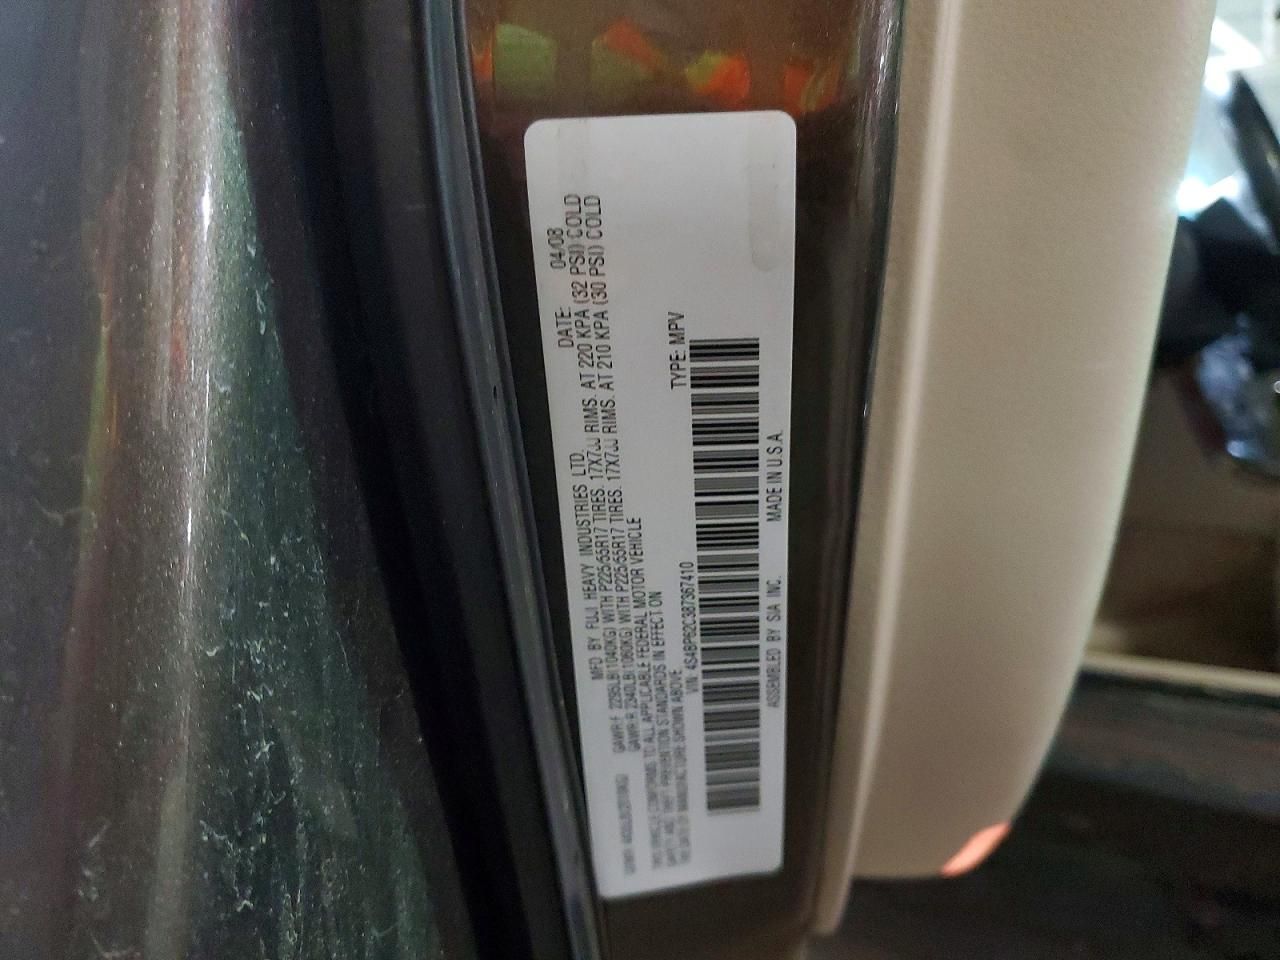 MFD BY FUJI HEAVY INDUSTRIES LTD. DATE: 04/08
GAWR:F 2295LB(1040KG) WITH P225/55R17 TIRES. 17X7JJ RIMS. AT 220 KPA (32 PSI) COLD
GAWR:R 2340LB(1060KG) WITH P225/55R17 TIRES. 17X7JJ RIMS. AT 210 KPA (30 PSI) COLD
THIS VEHICLE CONFORMS TO ALL APPLICABLE FEDERAL MOTOR VEHICLE
SAFETY AND THEFT PREVENTION STANDARDS IN EFFECT ON
THE DATE OF MANUFACTURE SHOWN ABOVE
VIN 4S4BP62C387367410 TYPE: MPV
ASSEMBLED BY SIA INC. MADE IN U.S.A.